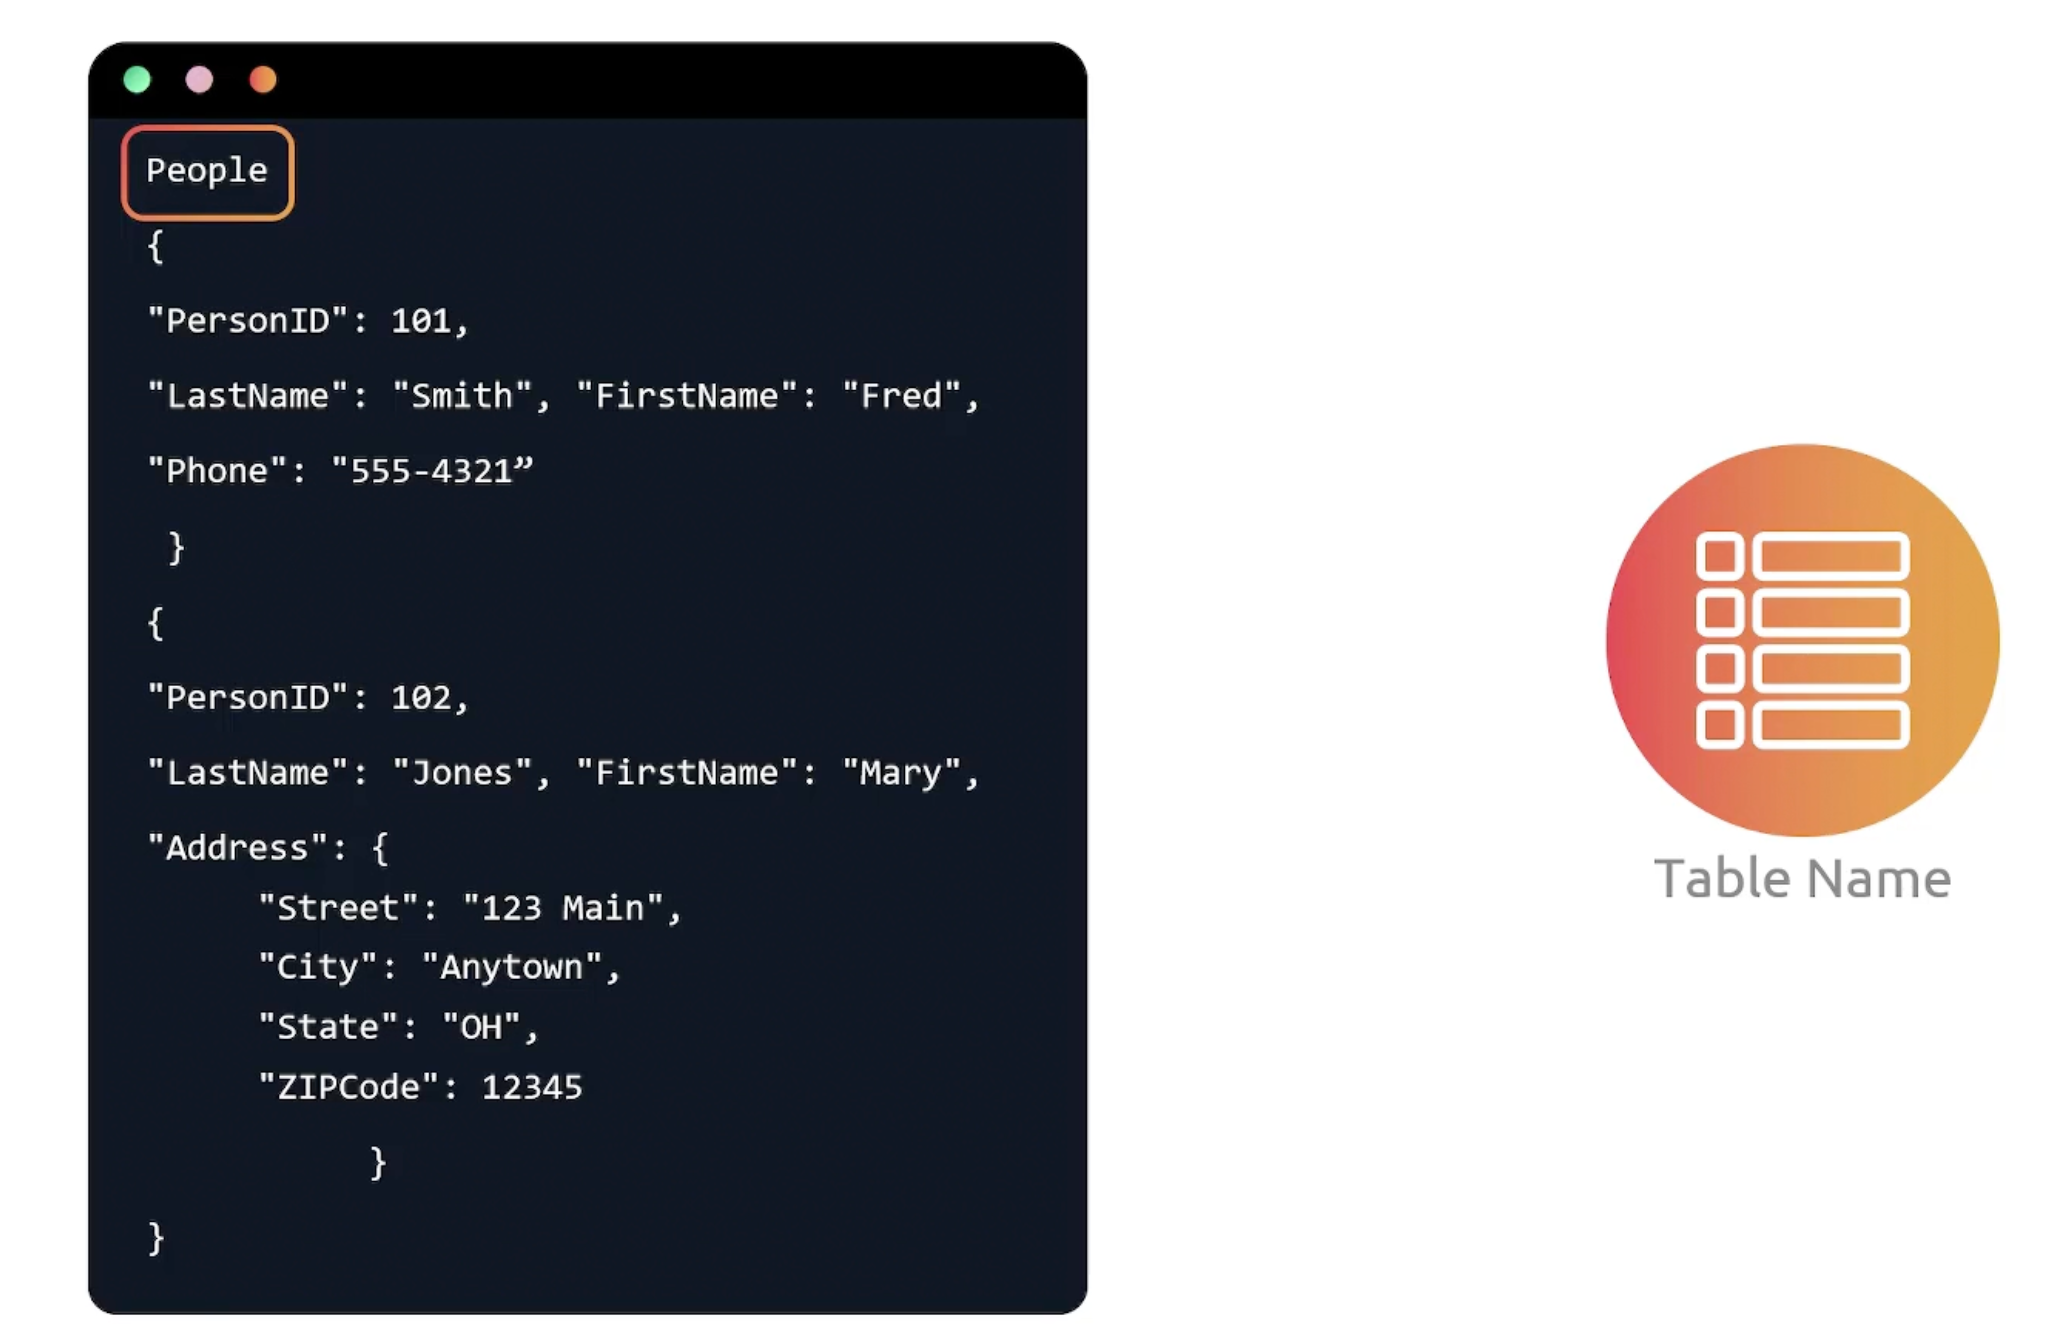 People
{
"PersonID": 101,
"LastName": "Smith", "FirstName": "Fred",
"Phone": "555-4321”
}
{
"PersonID": 102,
"LastName": "Jones", "FirstName": "Mary",
"Address": {
"Street": "123 Main",
"City": "Anytown",
"State": "OH",
"ZIPCode": 12345
}
}
Table Name